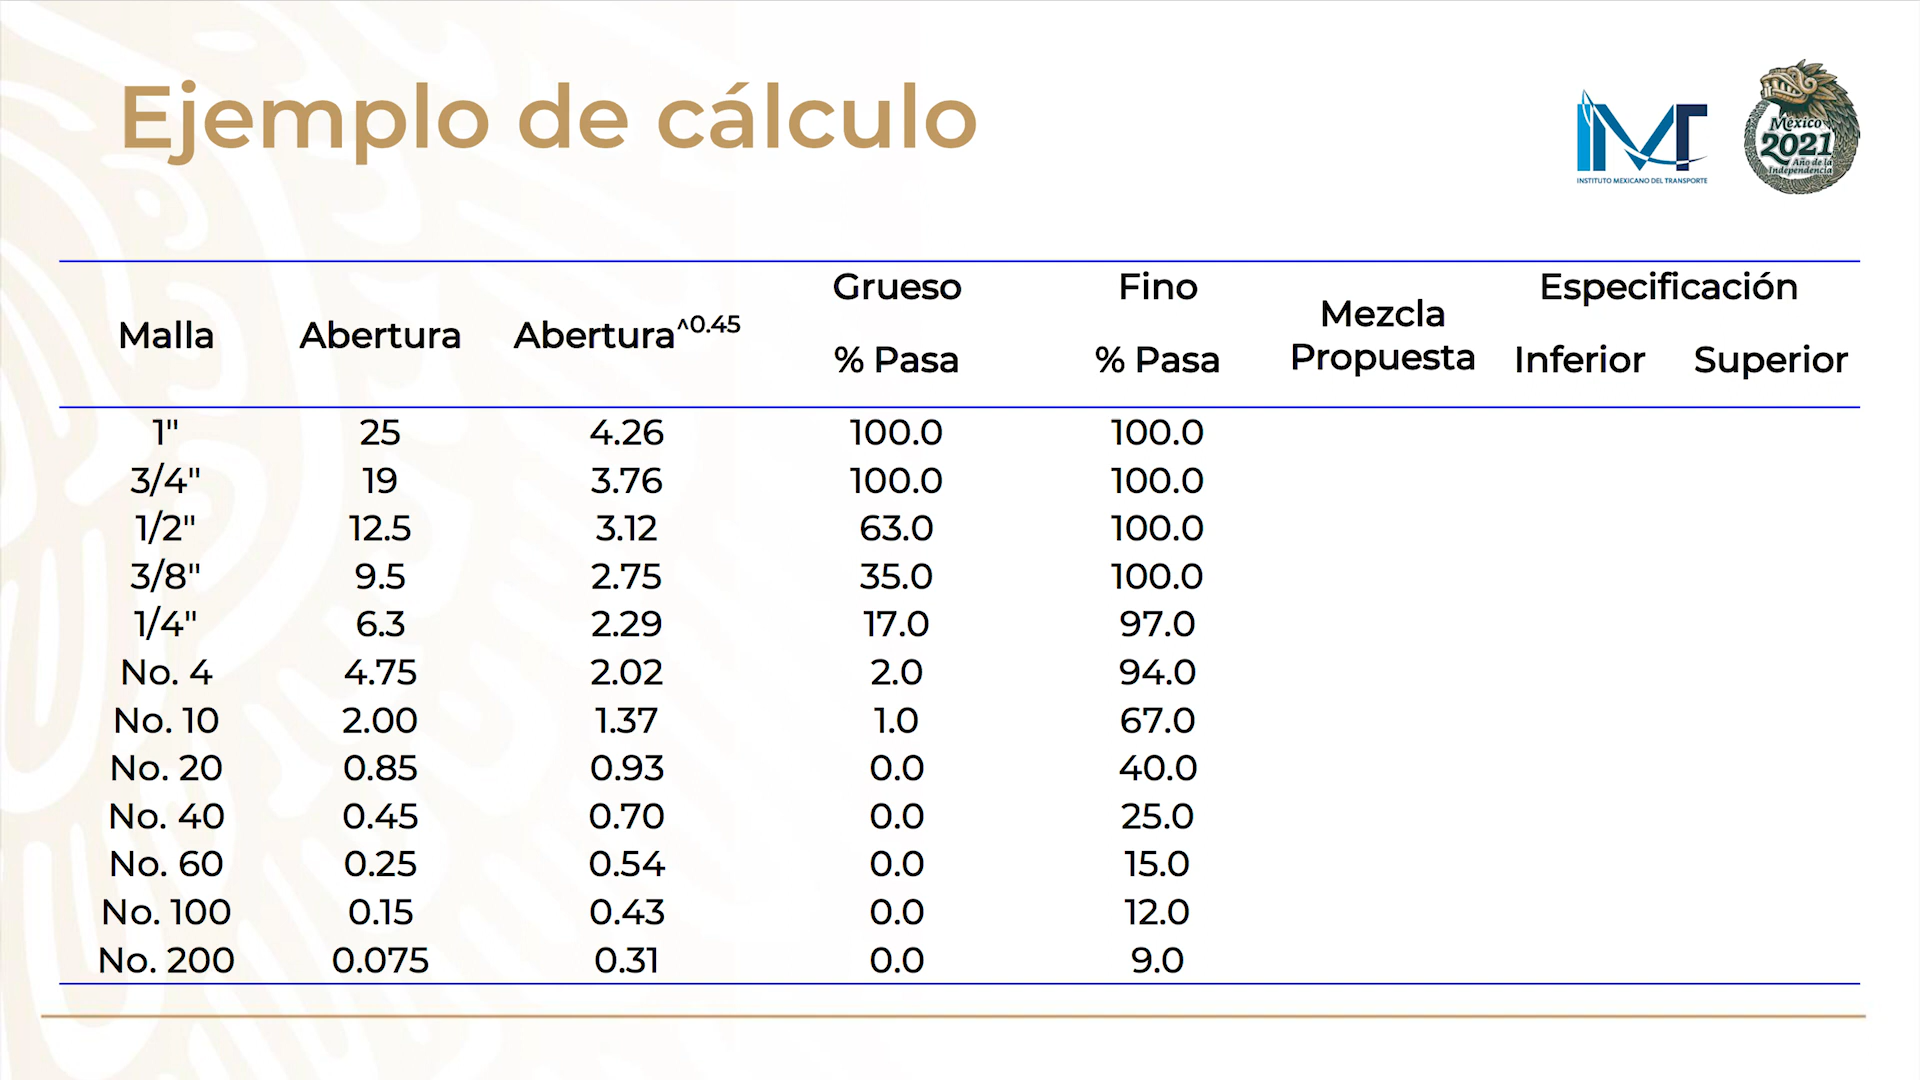 Ejemplo de cálculo
IMT
INSTITUTO MEXICANO DEL TRANSPORTE
México
2021
Año de la
Independencia
Malla Abertura Abertura^0.45 Grueso % Pasa Fino % Pasa Mezcla Propuesta Especificación Inferior Superior
1" 25 4.26 100.0 100.0
3/4" 19 3.76 100.0 100.0
1/2" 12.5 3.12 63.0 100.0
3/8" 9.5 2.75 35.0 100.0
1/4" 6.3 2.29 17.0 97.0
No. 4 4.75 2.02 2.0 94.0
No. 10 2.00 1.37 1.0 67.0
No. 20 0.85 0.93 0.0 40.0
No. 40 0.45 0.70 0.0 25.0
No. 60 0.25 0.54 0.0 15.0
No. 100 0.15 0.43 0.0 12.0
No. 200 0.075 0.31 0.0 9.0